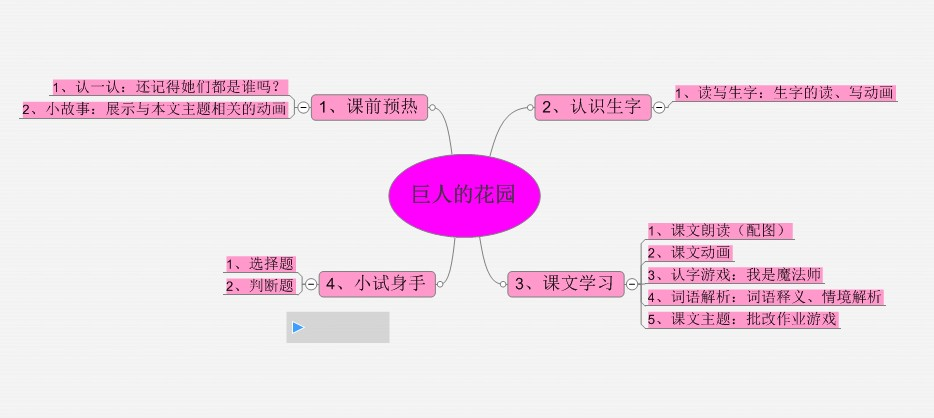 巨人的花园
1、课前预热
1、认一认：还记得她们都是谁吗？
2、小故事：展示与本文主题相关的动画
2、认识生字
1、读写生字：生字的读、写动画
3、课文学习
1、课文朗读（配图）
2、课文动画
3、认字游戏：我是魔法师
4、词语解析：词语释义、情境解析
5、课文主题：批改作业游戏
4、小试身手
1、选择题
2、判断题